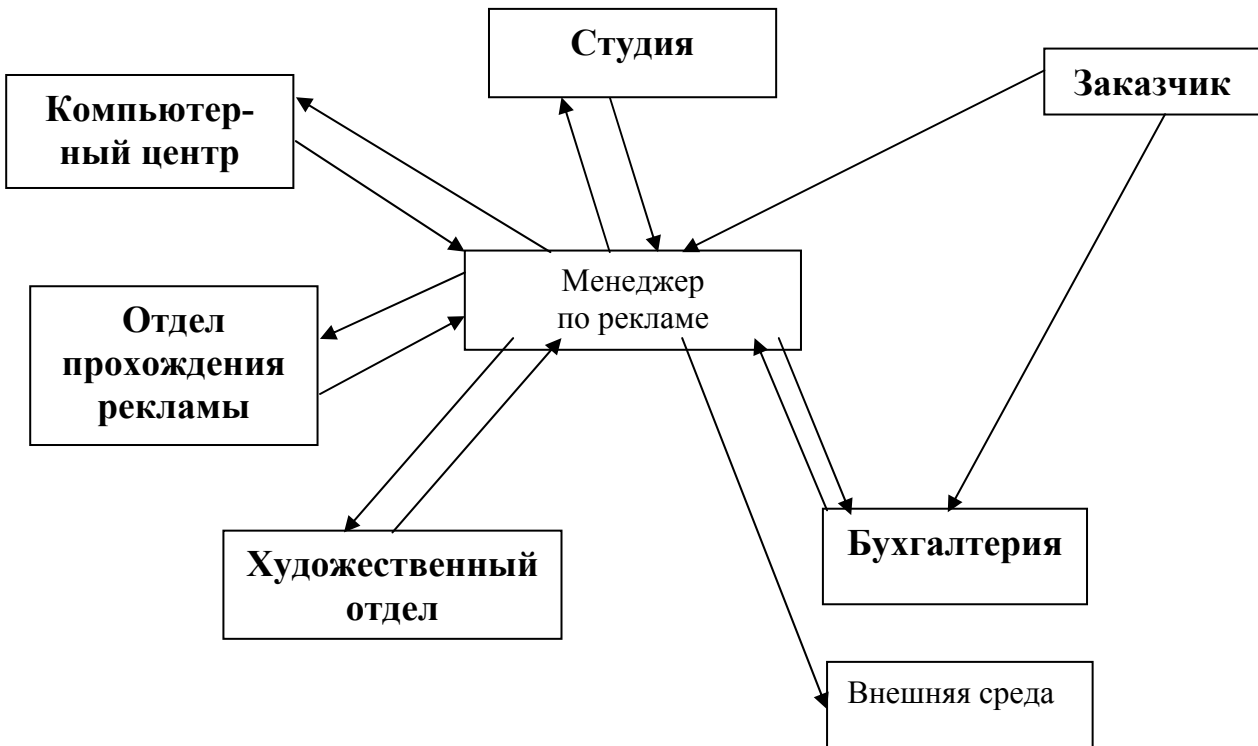 Студия
Заказчик
Компьютер-
ный центр
Менеджер
по рекламе
Отдел
прохождения
рекламы
Бухгалтерия
Художественный
отдел
Внешняя среда